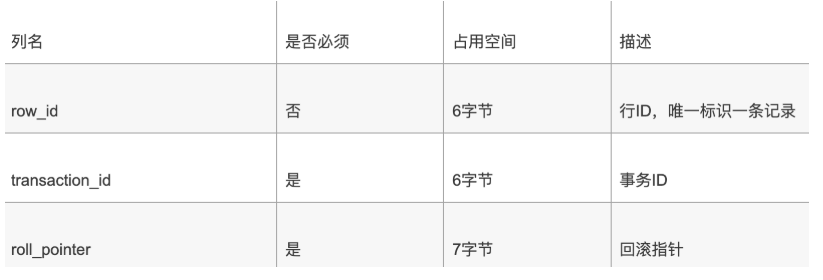 列名 是否必须 占用空间 描述
row_id 否 6字节 行ID，唯一标识一条记录
transaction_id 是 6字节 事务ID
roll_pointer 是 7字节 回滚指针